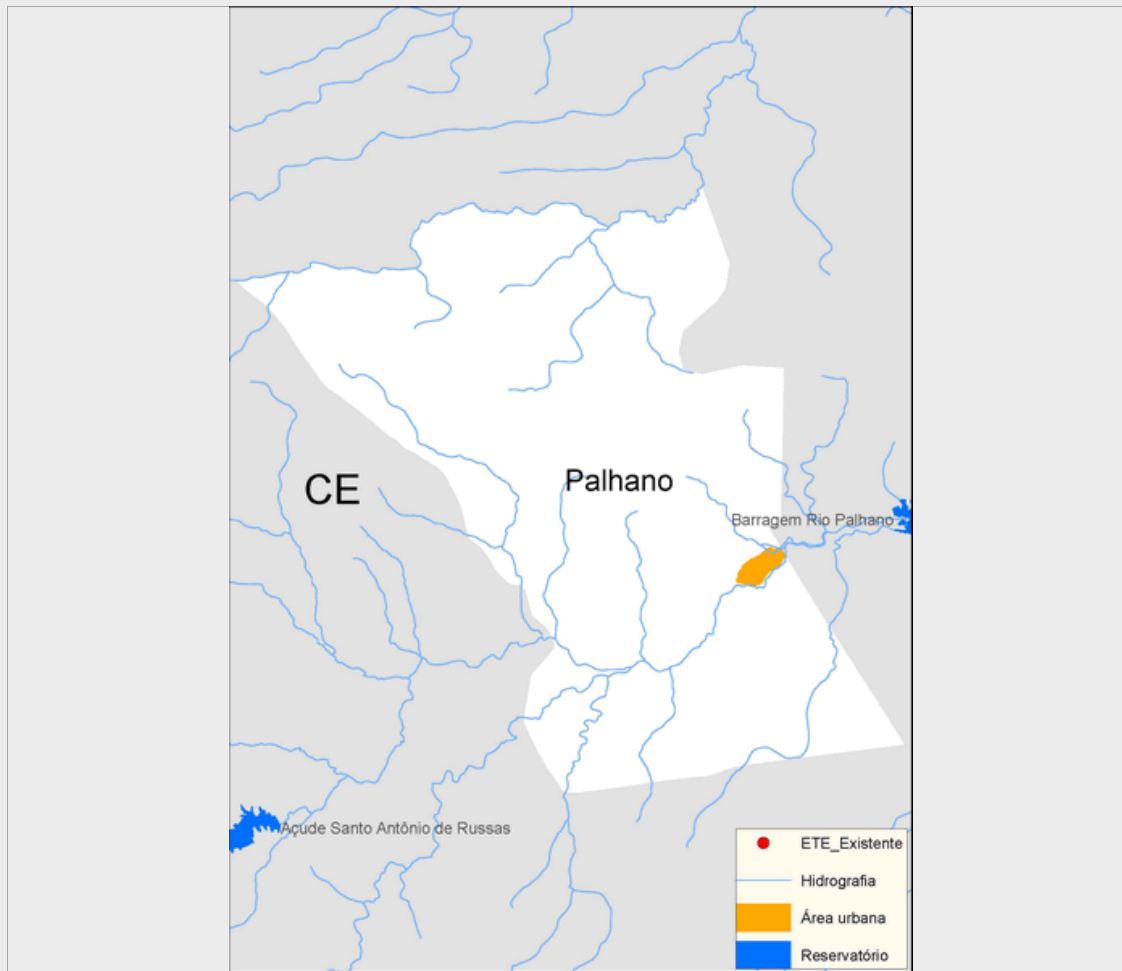 Palhano
CE
Barragem Rio Palhano
Açude Santo Antônio de Russas
ETE_Existente
Hidrografia
Área urbana
Reservatório